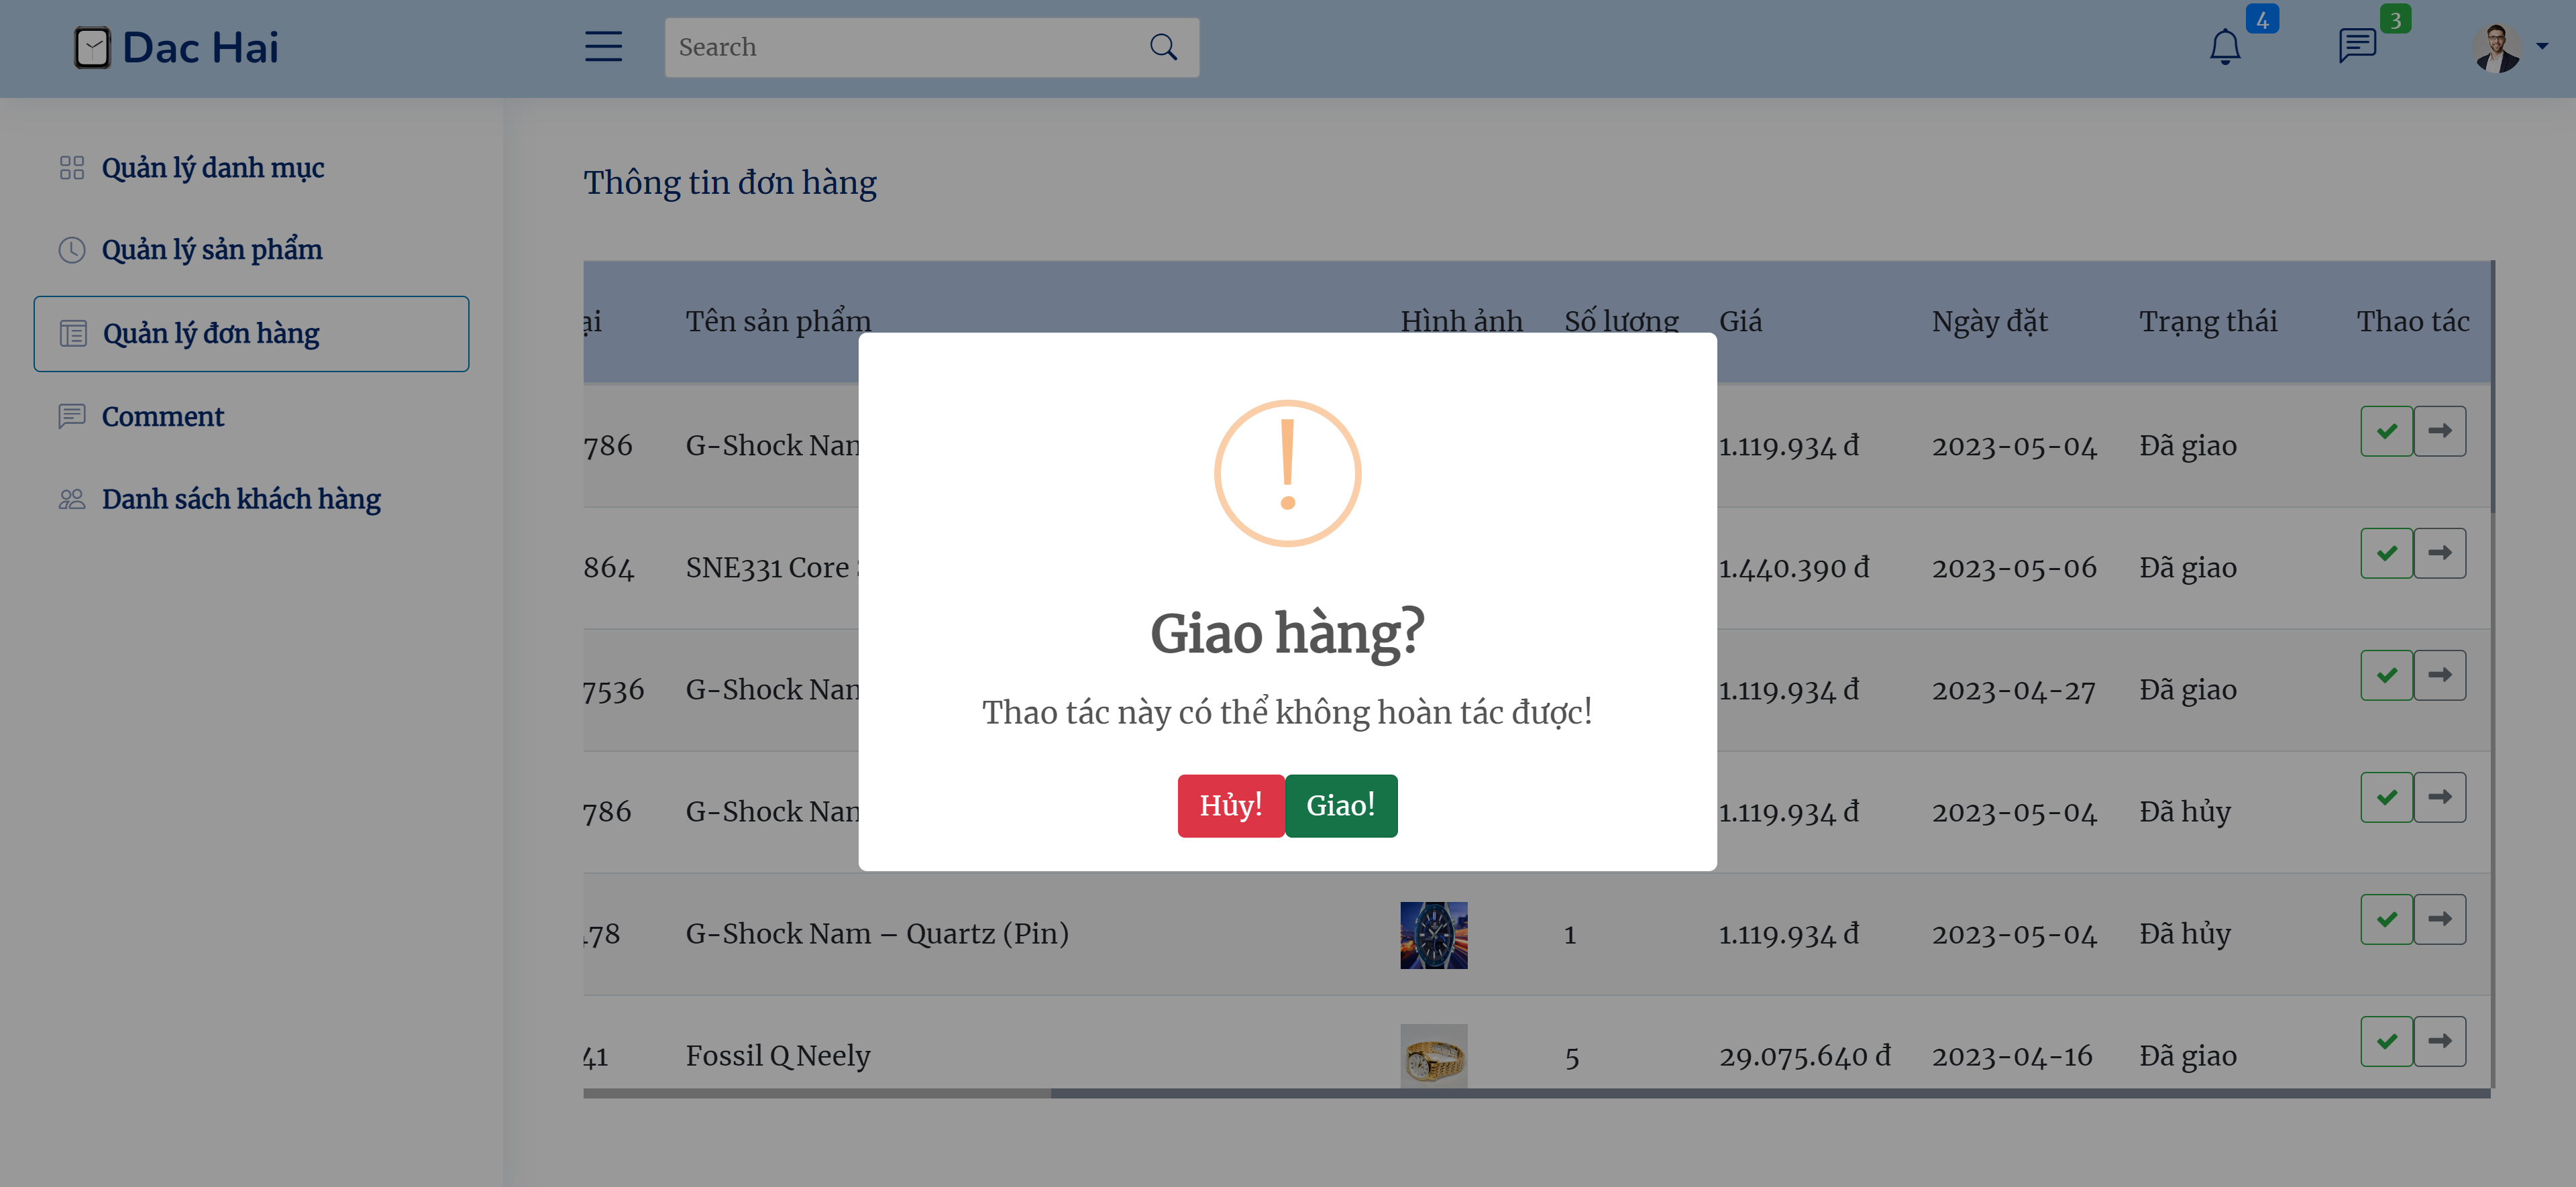 Dac Hai
Search
4
3
Quản lý danh mục
Quản lý sản phẩm
Quản lý đơn hàng
Comment
Danh sách khách hàng
Thông tin đơn hàng
ại Tên sản phẩm Hình ảnh Số lượng Giá Ngày đặt Trạng thái Thao tác
786 G-Shock Nam 1.119.934 đ 2023-05-04 Đã giao
864 SNE331 Core 1.440.390 đ 2023-05-06 Đã giao
7536 G-Shock Nam 1.119.934 đ 2023-04-27 Đã giao
786 G-Shock Nam 1.119.934 đ 2023-05-04 Đã hủy
178 G-Shock Nam – Quartz (Pin) 1 1.119.934 đ 2023-05-04 Đã hủy
41 Fossil Q Neely 5 29.075.640 đ 2023-04-16 Đã giao
Giao hàng?
Thao tác này có thể không hoàn tác được!
Hủy! Giao!